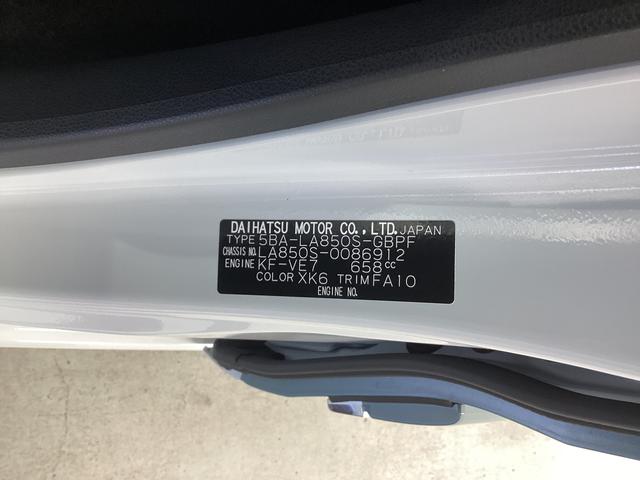 DAIHATSU MOTOR CO., LTD. JAPAN
TYPE 5BA-LA850S-GBPF
CHASSIS NO. LA850S-0086912
ENGINE KF-VE7 658cc
COLOR XK6 TRIM FA10
ENGINE NO.